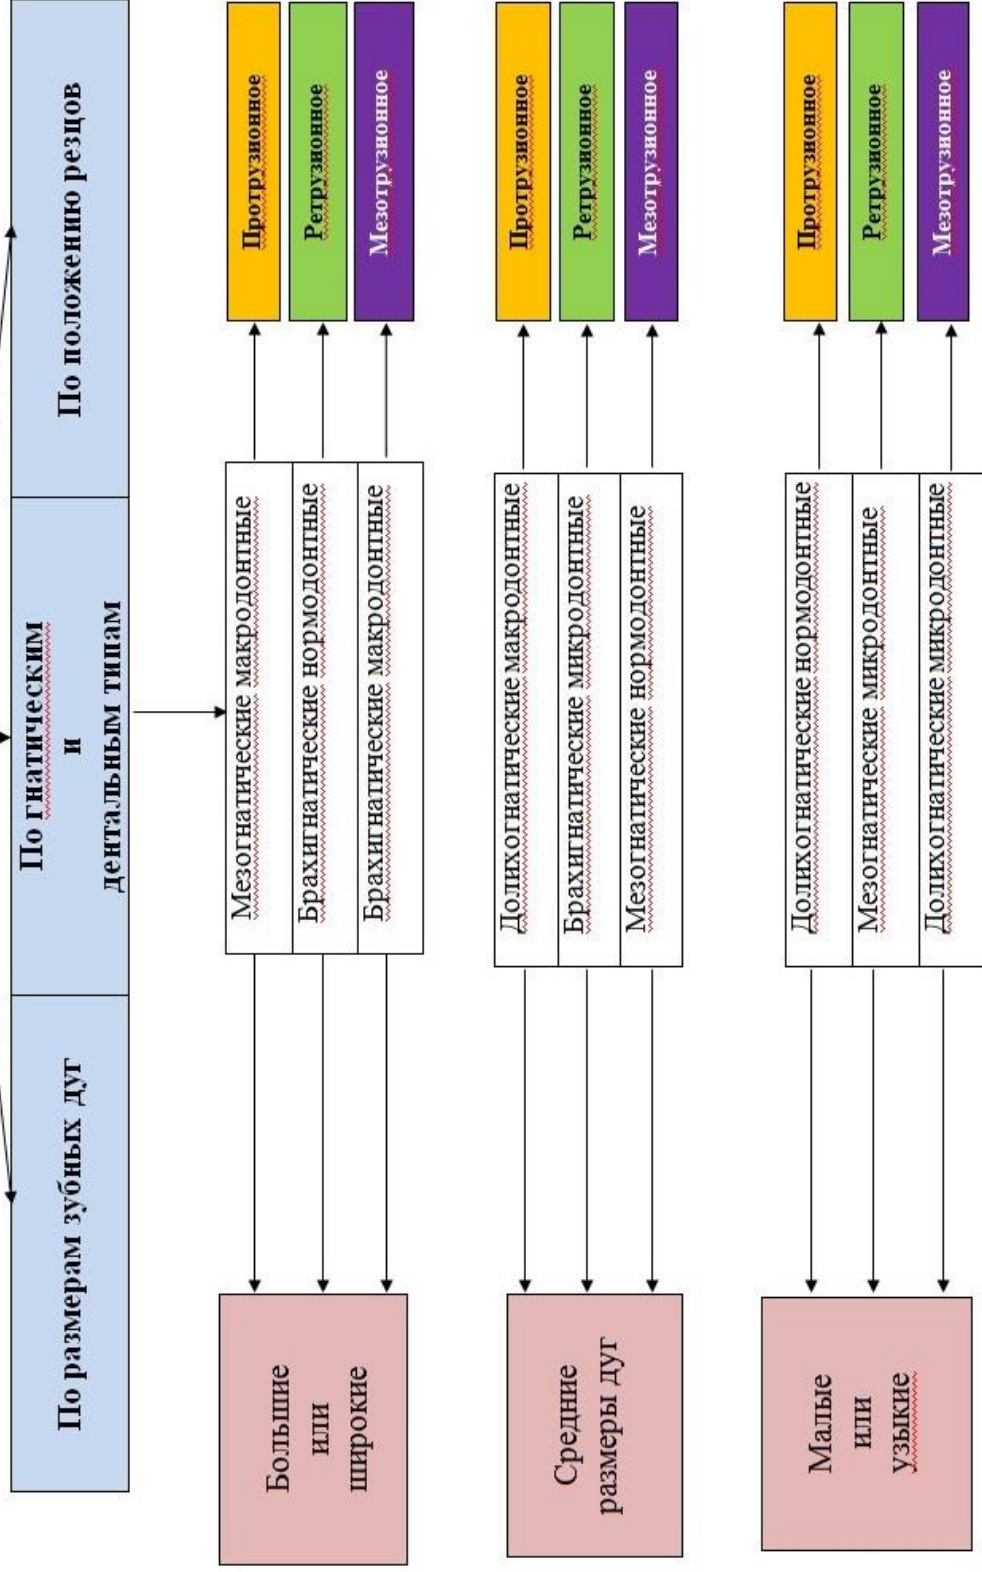 По размерам зубных дуг
По гнатическим
и
дентальным типам
По положению резцов
Большие
или
широкие
Мезогнатические макродонтные
Брахигнатические нормодонтные
Брахигнатические макродонтные
Протрузионное
Ретрузионное
Мезотрузионное
Средние
размеры дуг
Долихогнатические макродонтные
Брахигнатические микродонтные
Мезогнатические нормодонтные
Протрузионное
Ретрузионное
Мезотрузионное
Малые
или
узыкие
Долихогнатические нормодонтные
Мезогнатические микродонтные
Долихогнатические микродонтные
Протрузионное
Ретрузионное
Мезотрузионное